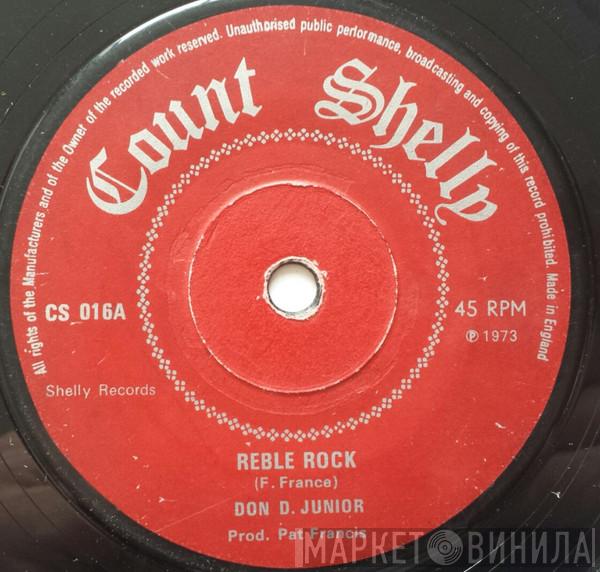 All rights of the Manufacturers and of the Owner of the recorded work reserved. Unauthorised public performance, broadcasting and copying of this record prohibited. Made in England
Count Shelly
CS 016A
45 RPM
℗ 1973
Shelly Records
REBLE ROCK
(F. France)
DON D. JUNIOR
Prod. Pat Francis
МАРКЕТ ВИНИЛА